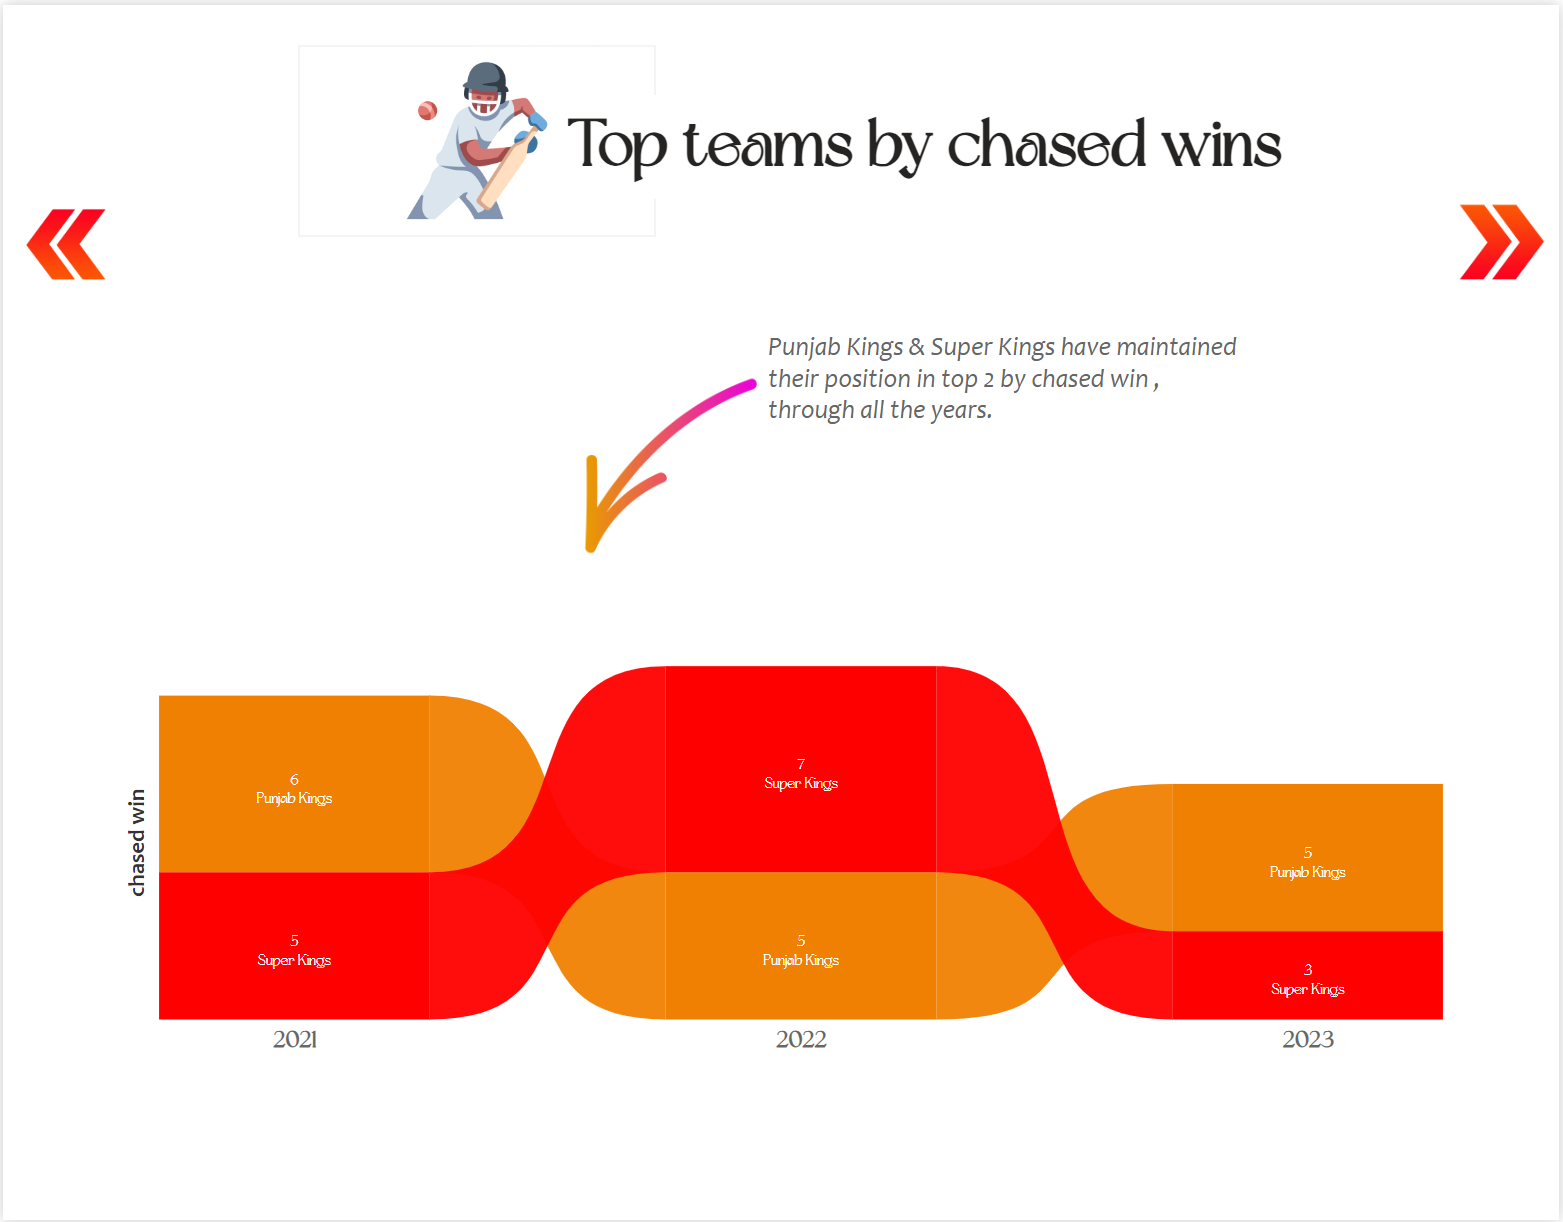 Top teams by chased wins
Punjab Kings & Super Kings have maintained
their position in top 2 by chased win ,
through all the years.
chased win
6
Punjab Kings
5
Super Kings
7
Super Kings
5
Punjab Kings
5
Punjab Kings
3
Super Kings
2021
2022
2023